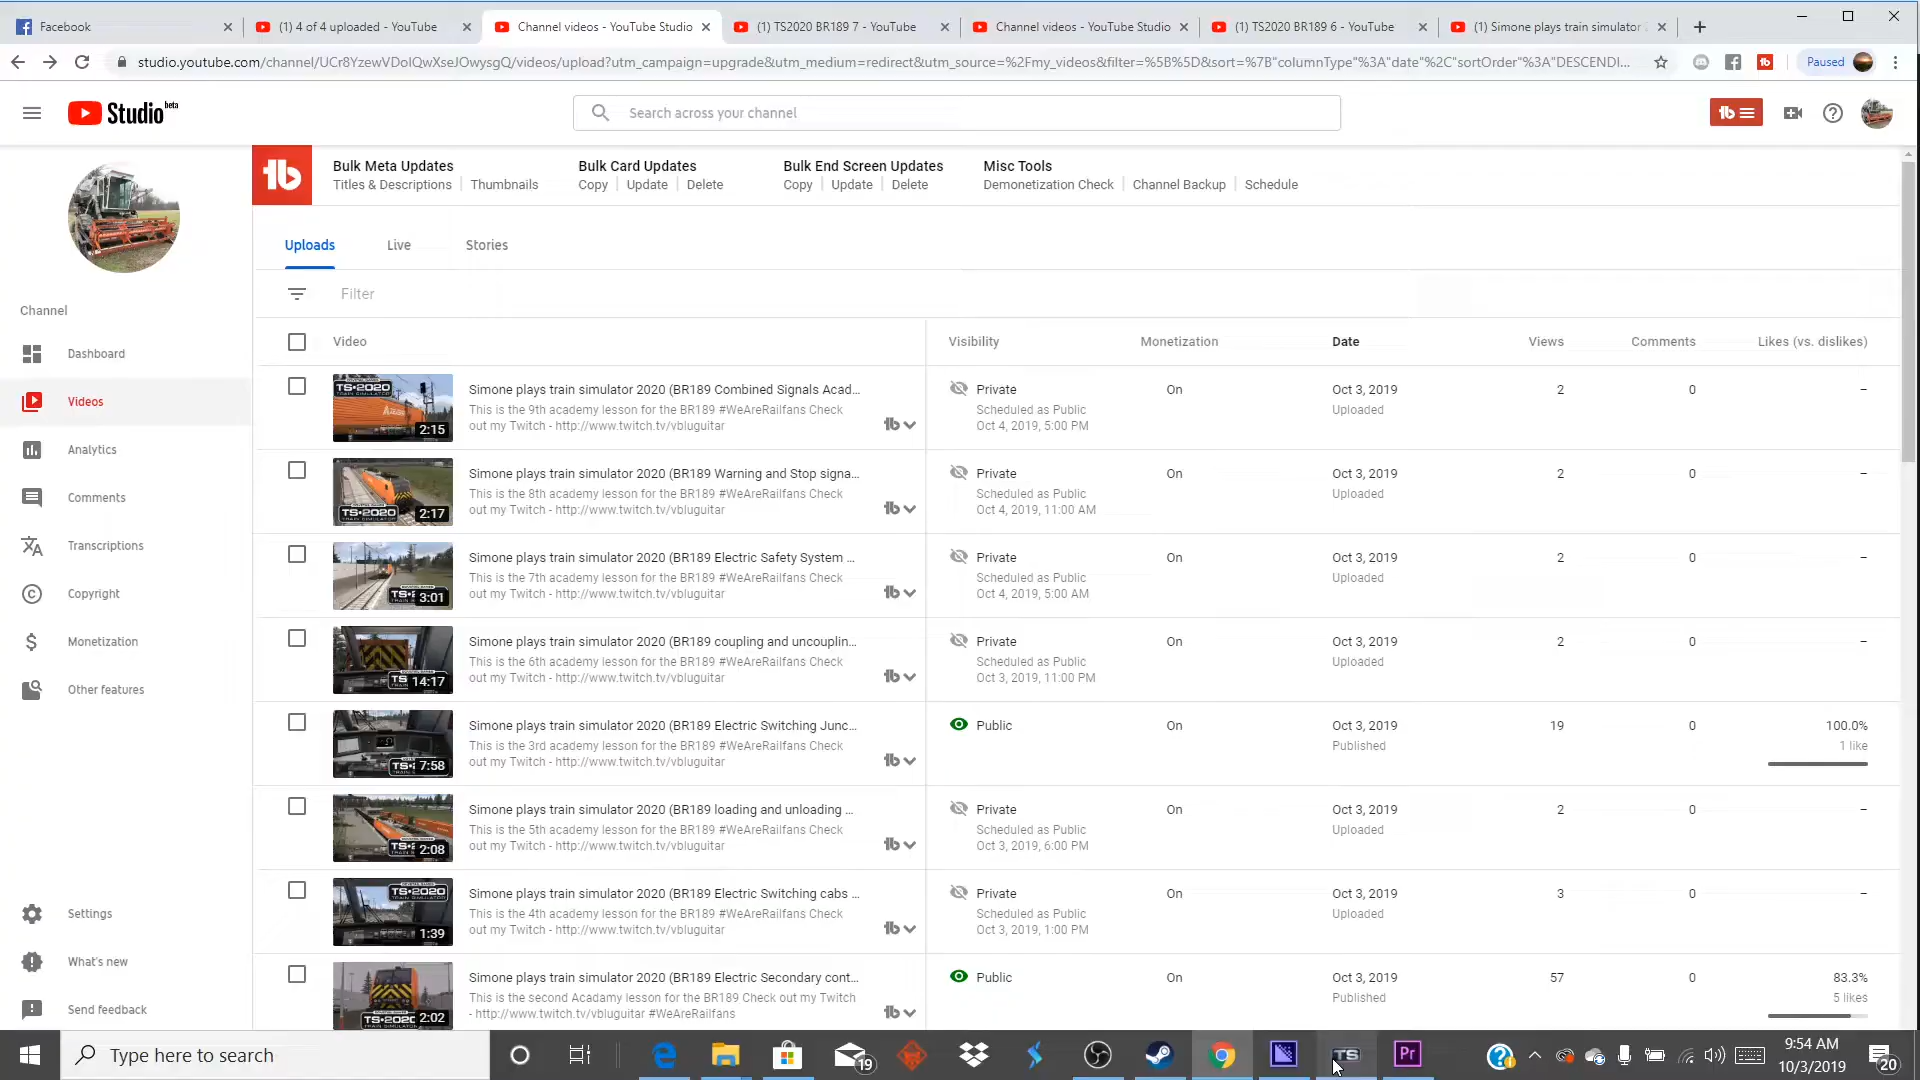 Facebook
(1) 4 of 4 uploaded - YouTube
Channel videos - YouTube Studio
(1) TS2020 BR189 7 - YouTube
Channel videos - YouTube Studio
(1) TS2020 BR189 6 - YouTube
(1) Simone plays train simulator
studio.youtube.com/channel/UCr8YzewVDoIQwXseJOwysgQ/videos/upload?utm_campaign=upgrade&utm_medium=redirect&utm_source=%2Fmy_videos&filter=%5B%5D&sort=%7B"columnType"%3A"date"%2C"sortOrder"%3A"DESCENDI...
Paused
Studio beta
Search across your channel
Bulk Meta Updates
Titles & Descriptions
Thumbnails
Bulk Card Updates
Copy
Update
Delete
Bulk End Screen Updates
Copy
Update
Delete
Misc Tools
Demonetization Check
Channel Backup
Schedule
Uploads
Live
Stories
Filter
Channel
Dashboard
Videos
Analytics
Comments
Transcriptions
Copyright
Monetization
Other features
Settings
What's new
Send feedback
Video
Visibility
Monetization
Date
Views
Comments
Likes (vs. dislikes)
TS•2020
2:15
Simone plays train simulator 2020 (BR189 Combined Signals Acad...
This is the 9th academy lesson for the BR189 #WeAreRailfans Check
out my Twitch - http://www.twitch.tv/vbluguitar
Private
Scheduled as Public
Oct 4, 2019, 5:00 PM
On
Oct 3, 2019
Uploaded
2
0
–
TS•2020
2:17
Simone plays train simulator 2020 (BR189 Warning and Stop signa...
This is the 8th academy lesson for the BR189 #WeAreRailfans Check
out my Twitch - http://www.twitch.tv/vbluguitar
Private
Scheduled as Public
Oct 4, 2019, 11:00 AM
On
Oct 3, 2019
Uploaded
2
0
–
3:01
Simone plays train simulator 2020 (BR189 Electric Safety System ...
This is the 7th academy lesson for the BR189 #WeAreRailfans Check
out my Twitch - http://www.twitch.tv/vbluguitar
Private
Scheduled as Public
Oct 4, 2019, 5:00 AM
On
Oct 3, 2019
Uploaded
2
0
–
14:17
Simone plays train simulator 2020 (BR189 coupling and uncouplin...
This is the 6th academy lesson for the BR189 #WeAreRailfans Check
out my Twitch - http://www.twitch.tv/vbluguitar
Private
Scheduled as Public
Oct 3, 2019, 11:00 PM
On
Oct 3, 2019
Uploaded
2
0
–
7:58
Simone plays train simulator 2020 (BR189 Electric Switching Junc...
This is the 3rd academy lesson for the BR189 #WeAreRailfans Check
out my Twitch - http://www.twitch.tv/vbluguitar
Public
On
Oct 3, 2019
Published
19
0
100.0%
1 like
2:08
Simone plays train simulator 2020 (BR189 loading and unloading ...
This is the 5th academy lesson for the BR189 #WeAreRailfans Check
out my Twitch - http://www.twitch.tv/vbluguitar
Private
Scheduled as Public
Oct 3, 2019, 6:00 PM
On
Oct 3, 2019
Uploaded
2
0
–
TS•2020
1:39
Simone plays train simulator 2020 (BR189 Electric Switching cabs ...
This is the 4th academy lesson for the BR189 #WeAreRailfans Check
out my Twitch - http://www.twitch.tv/vbluguitar
Private
Scheduled as Public
Oct 3, 2019, 1:00 PM
On
Oct 3, 2019
Uploaded
3
0
–
TS•2020
2:02
Simone plays train simulator 2020 (BR189 Electric Secondary cont...
This is the second Acadamy lesson for the BR189 Check out my Twitch
- http://www.twitch.tv/vbluguitar #WeAreRailfans
Public
On
Oct 3, 2019
Published
57
0
83.3%
5 likes
Type here to search
19
TS
Pr
9:54 AM
10/3/2019
20